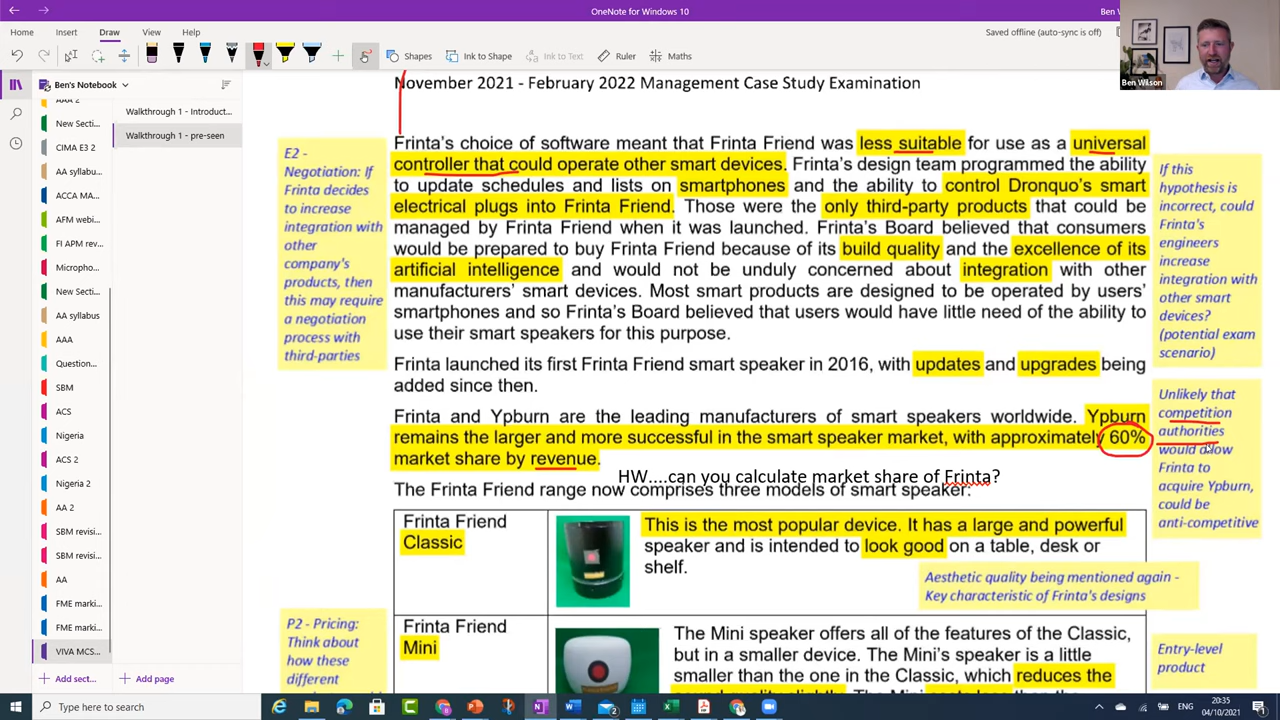 OneNote for Windows 10
Ben W
Home Insert Draw View Help
Saved offline (auto-sync is off)
Shapes
Ink to Shape
Ink to Text
Ruler
Maths
Ben Wilson
Ben's Notebook
AAA 2
New Secti...
CIMA E3 2
AA syllabu...
ACCA MA...
AFM webi...
FI APM rev...
Micropho...
New Secti...
AA syllabus
AAA
Question...
SBM
ACS
Nigeria
ACS 2
Nigeria 2
AA 2
SBM revisi...
SBM revisi...
AA
FME marki...
FME marki...
VIVA MCS...
Add sect...
Walkthrough 1 - Introduct...
Walkthrough 1 - pre-seen
Add page
November 2021 - February 2022 Management Case Study Examination
E2 -
Negotiation: If
Frinta decides
to increase
integration with
other
company's
products, then
this may require
a negotiation
process with
third-parties
Frinta's choice of software meant that Frinta Friend was less suitable for use as a universal
controller that could operate other smart devices. Frinta's design team programmed the ability
to update schedules and lists on smartphones and the ability to control Dronquo's smart
electrical plugs into Frinta Friend. Those were the only third-party products that could be
managed by Frinta Friend when it was launched. Frinta's Board believed that consumers
would be prepared to buy Frinta Friend because of its build quality and the excellence of its
artificial intelligence and would not be unduly concerned about integration with other
manufacturers' smart devices. Most smart products are designed to be operated by users'
smartphones and so Frinta's Board believed that users would have little need of the ability to
use their smart speakers for this purpose.
If this
hypothesis is
incorrect, could
Frinta's
engineers
increase
integration with
other smart
devices?
(potential exam
scenario)
Frinta launched its first Frinta Friend smart speaker in 2016, with updates and upgrades being
added since then.
Frinta and Ypburn are the leading manufacturers of smart speakers worldwide. Ypburn
remains the larger and more successful in the smart speaker market, with approximately 60%
market share by revenue.
HW....can you calculate market share of Frinta?
Unlikely that
competition
authorities
would allow
Frinta to
acquire Ypburn,
could be
anti-competitive
The Frinta Friend range now comprises three models of smart speaker:
Frinta Friend
Classic
This is the most popular device. It has a large and powerful
speaker and is intended to look good on a table, desk or
shelf.
Aesthetic quality being mentioned again -
Key characteristic of Frinta's designs
P2 - Pricing:
Think about
how these
different
Frinta Friend
Mini
The Mini speaker offers all of the features of the Classic,
but in a smaller device. The Mini's speaker is a little
smaller than the one in the Classic, which reduces the
Entry-level
product
Type here to search
20:35
04/10/2021